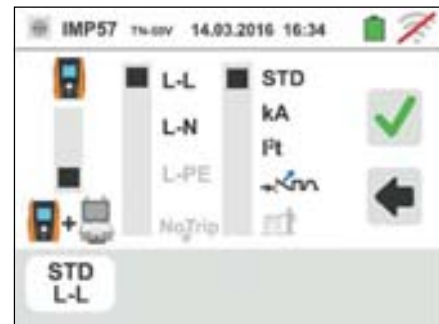 IMP57 TN-50V 14.03.2016 16:34
L-L STD
L-N kA
I²t
L-PE
NoTrip
+
STD
L-L